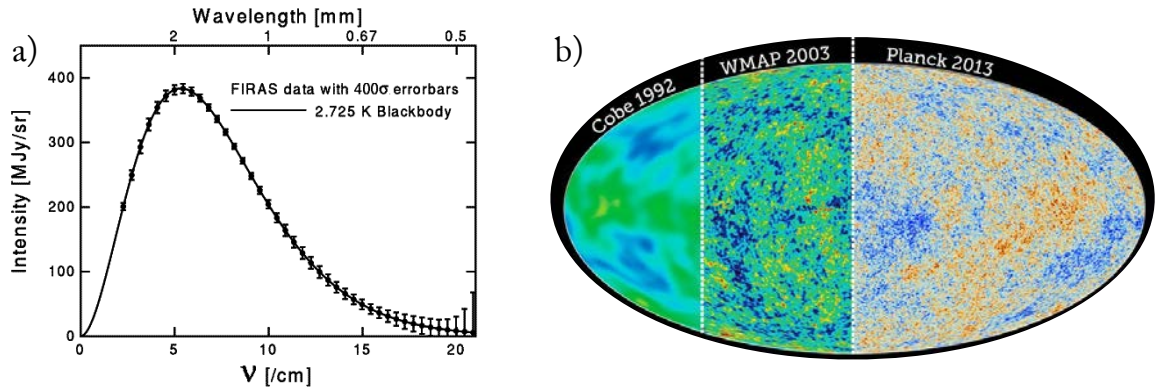 a)
Wavelength [mm]
2 1 0.67 0.5
400
300
200
100
0
Intensity [MJy/sr]
FIRAS data with 400σ errorbars
2.725 K Blackbody
0 5 10 15 20
ν [/cm]
b)
Cobe 1992
WMAP 2003
Planck 2013